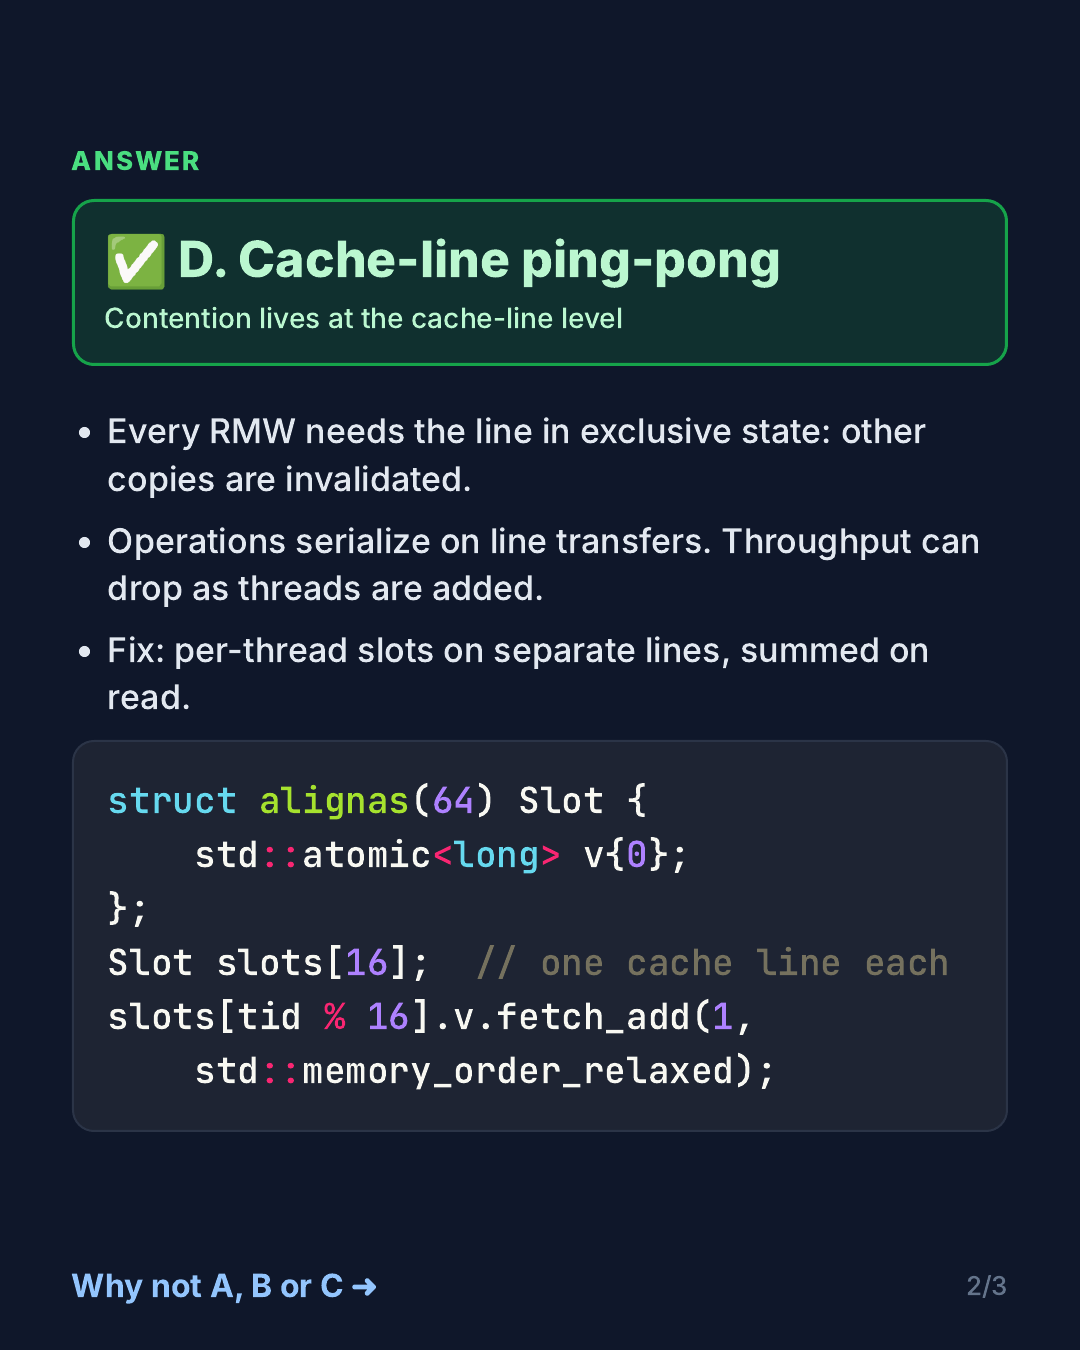 ANSWER
✅ D. Cache-line ping-pong
Contention lives at the cache-line level
• Every RMW needs the line in exclusive state: other
copies are invalidated.
• Operations serialize on line transfers. Throughput can
drop as threads are added.
• Fix: per-thread slots on separate lines, summed on
read.
struct alignas(64) Slot {
    std::atomic<long> v{0};
};
Slot slots[16];  // one cache line each
slots[tid % 16].v.fetch_add(1,
    std::memory_order_relaxed);
Why not A, B or C ➜
2/3